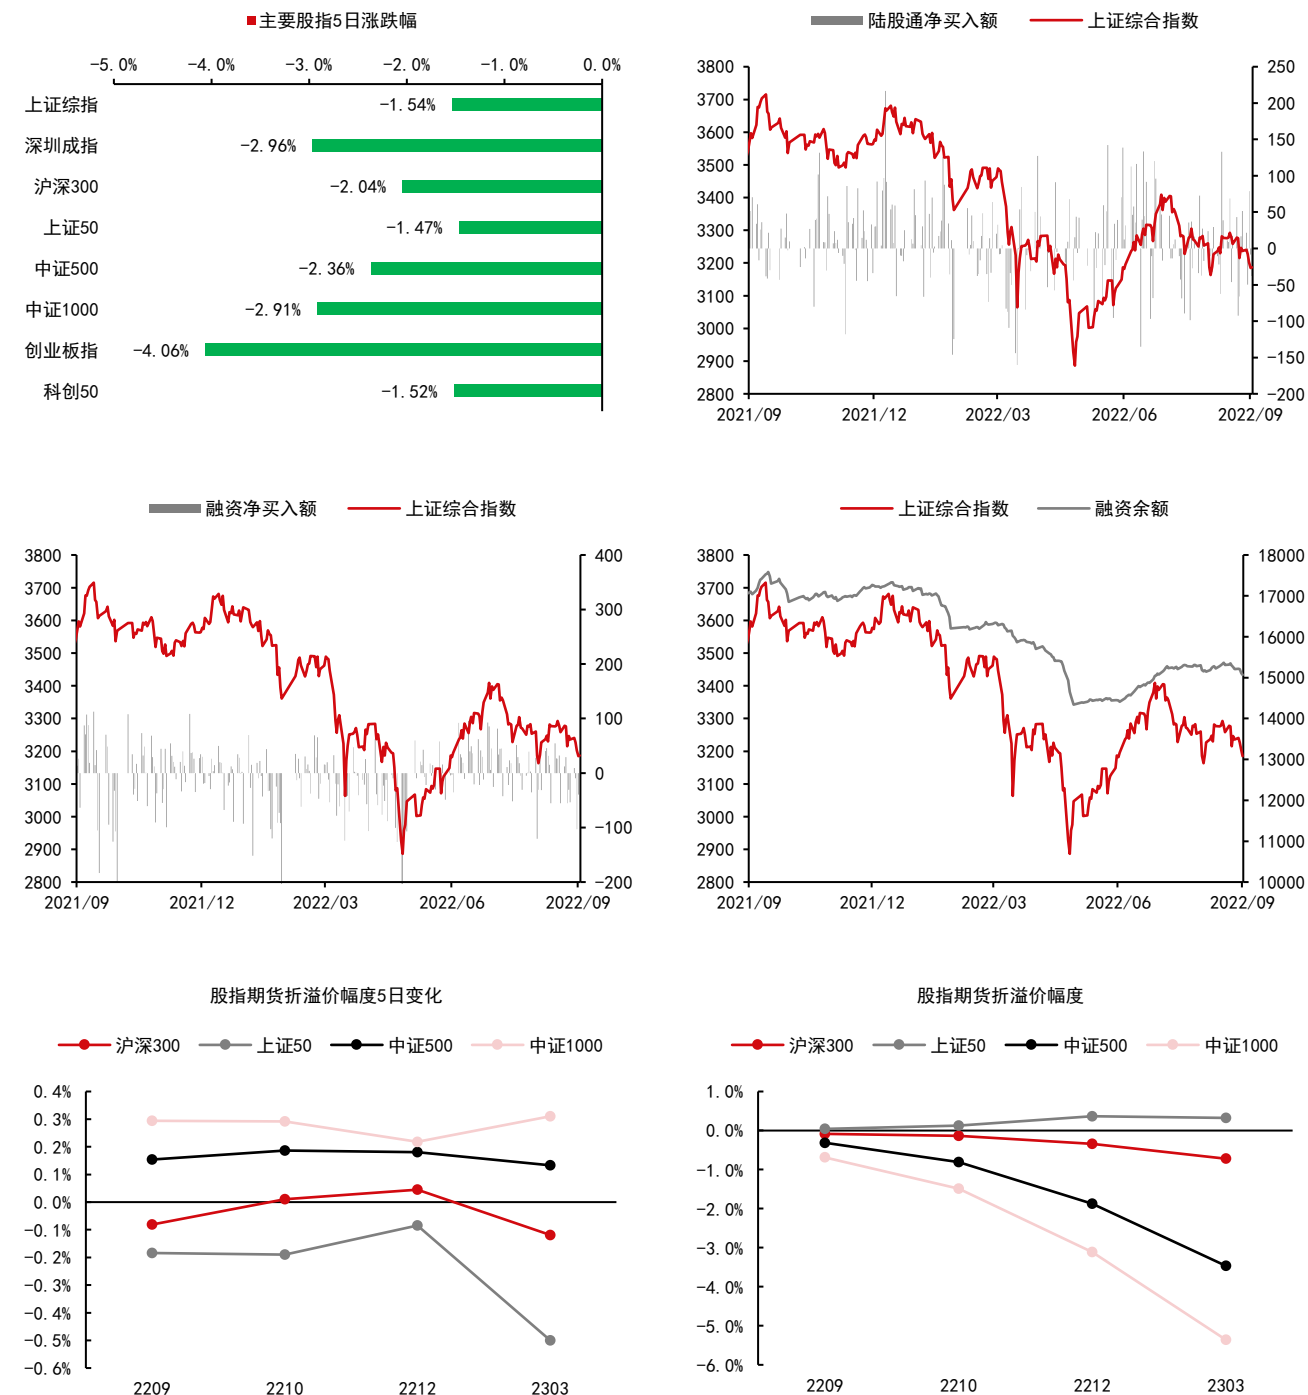 主要股指5日涨跌幅
-5.0% -4.0% -3.0% -2.0% -1.0% 0.0%
上证综指 -1.54%
深圳成指 -2.96%
沪深300 -2.04%
上证50 -1.47%
中证500 -2.36%
中证1000 -2.91%
创业板指 -4.06%
科创50 -1.52%
陆股通净买入额 上证综合指数
3800 250
3700 200
3600 150
3500 100
3400 50
3300 0
3200 -50
3100 -100
3000 -150
2900 -200
2800
2021/09 2021/12 2022/03 2022/06 2022/09
融资净买入额 上证综合指数
3800 400
3700 300
3600 200
3500 100
3400 0
3300 -100
3200 -200
3100
3000
2900
2800
2021/09 2021/12 2022/03 2022/06 2022/09
上证综合指数 融资余额
3800 18000
3700 17000
3600 16000
3500 15000
3400 14000
3300 13000
3200 12000
3100 11000
3000 10000
2900
2800
2021/09 2021/12 2022/03 2022/06 2022/09
股指期货折溢价幅度5日变化
沪深300 上证50 中证500 中证1000
0.4%
0.3%
0.2%
0.1%
0.0%
-0.1%
-0.2%
-0.3%
-0.4%
-0.5%
-0.6%
2209 2210 2212 2303
股指期货折溢价幅度
沪深300 上证50 中证500 中证1000
1.0%
0.0%
-1.0%
-2.0%
-3.0%
-4.0%
-5.0%
-6.0%
2209 2210 2212 2303